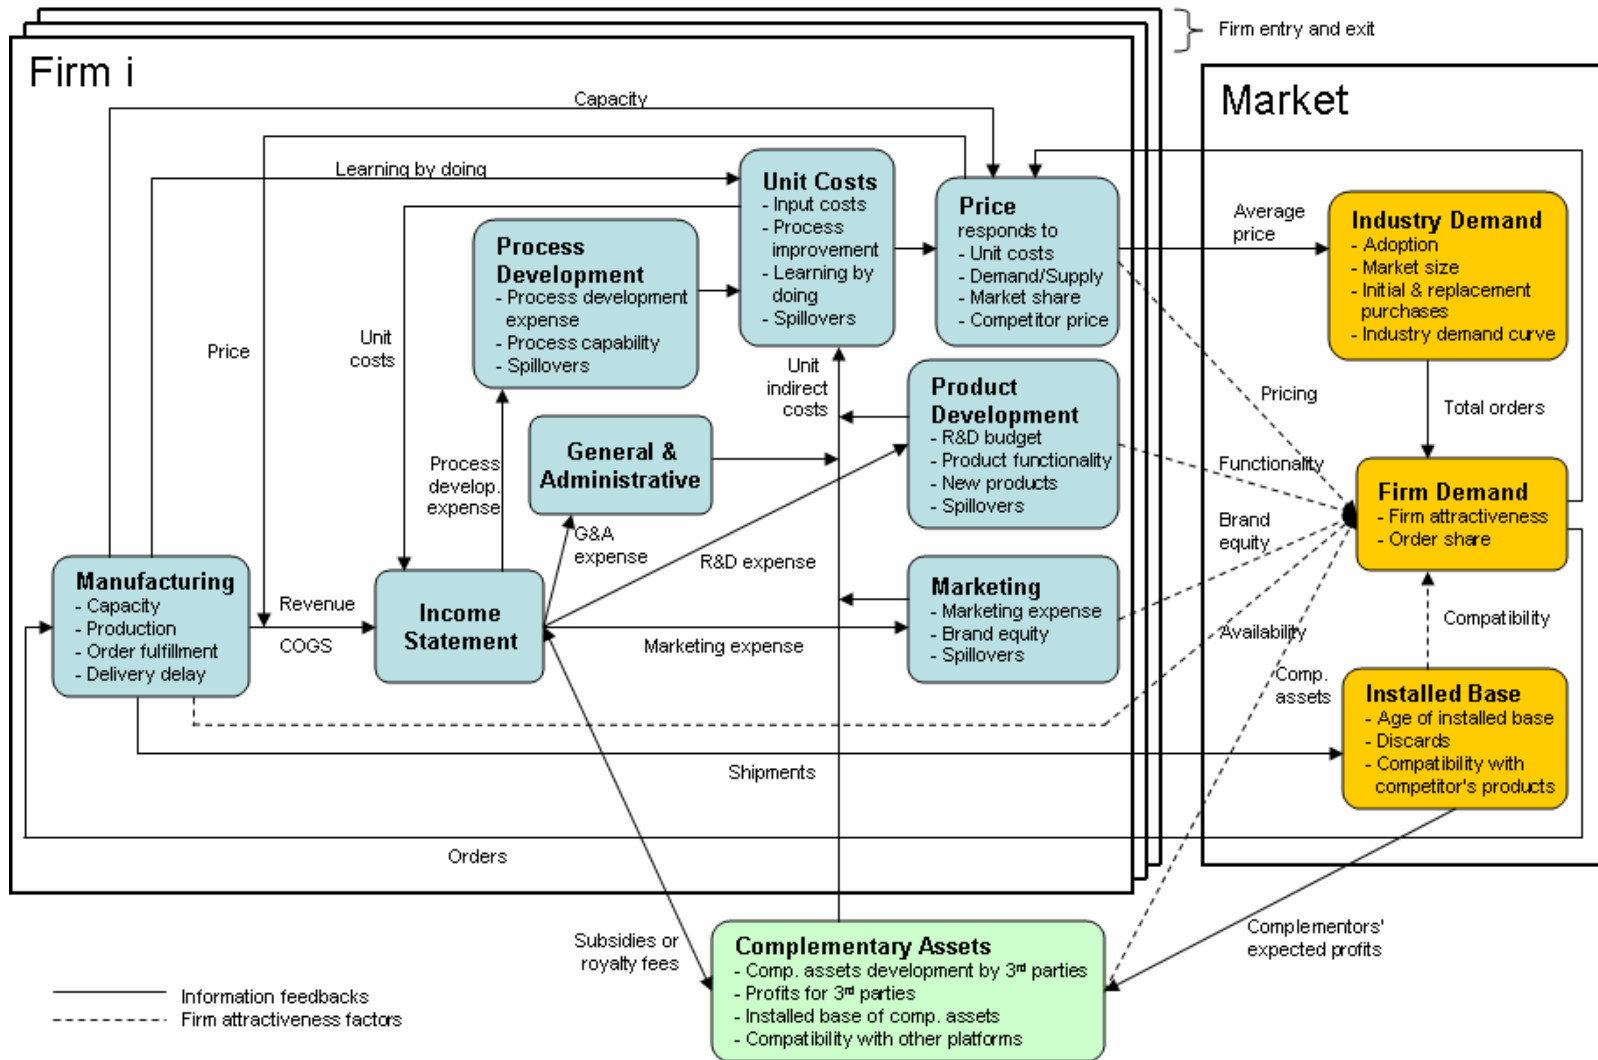 Firm entry and exit
Firm i
Market
Capacity
Learning by doing
Unit Costs
- Input costs
- Process
improvement
- Learning by
doing
- Spillovers
Price
responds to
- Unit costs
- Demand/Supply
- Market share
- Competitor price
Average
price
Industry Demand
- Adoption
- Market size
- Initial & replacement
purchases
- Industry demand curve
Process
Development
- Process development
expense
- Process capability
- Spillovers
Price
Unit
costs
Unit
indirect
costs
Product
Development
- R&D budget
- Product functionality
- New products
- Spillovers
Pricing
Total orders
General &
Administrative
Process
develop.
expense
Functionality
Brand
equity
Firm Demand
- Firm attractiveness
- Order share
G&A
expense
R&D expense
Manufacturing
- Capacity
- Production
- Order fulfillment
- Delivery delay
Revenue
COGS
Income
Statement
Marketing expense
Marketing
- Marketing expense
- Brand equity
- Spillovers
Availability
Compatibility
Comp.
assets
Installed Base
- Age of installed base
- Discards
- Compatibility with
competitor's products
Shipments
Orders
Subsidies or
royalty fees
Complementary Assets
- Comp. assets development by 3rd parties
- Profits for 3rd parties
- Installed base of comp. assets
- Compatibility with other platforms
Complementors'
expected profits
Information feedbacks
Firm attractiveness factors